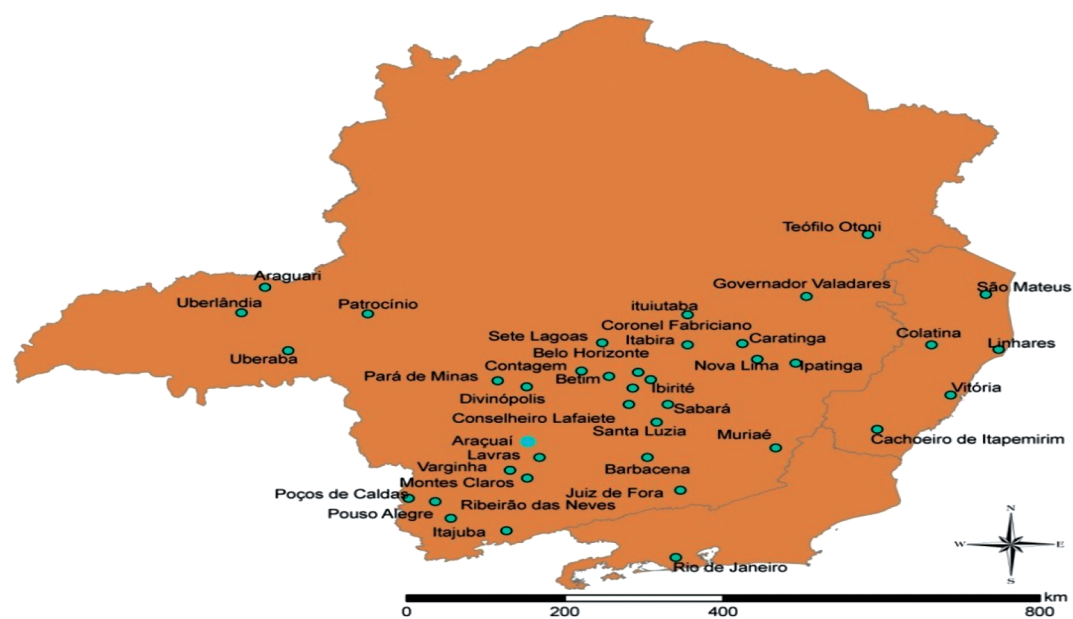 Teófilo Otoni
Araguari
Governador Valadares
São Mateus
Uberlândia
Patrocínio
ituiutaba
Coronel Fabriciano
Sete Lagoas
Itabira
Caratinga
Colatina
Linhares
Belo Horizonte
Uberaba
Contagem
Nova Lima
Ipatinga
Pará de Minas
Betim
Ibirité
Vitória
Divinópolis
Sabará
Conselheiro Lafaiete
Santa Luzia
Muriaé
Cachoeiro de Itapemirim
Araçuaí
Lavras
Varginha
Barbacena
Montes Claros
Poços de Caldas
Juiz de Fora
Ribeirão das Neves
Pouso Alegre
Itajuba
N
W E
S
Rio de Janeiro
km
0 200 400 800